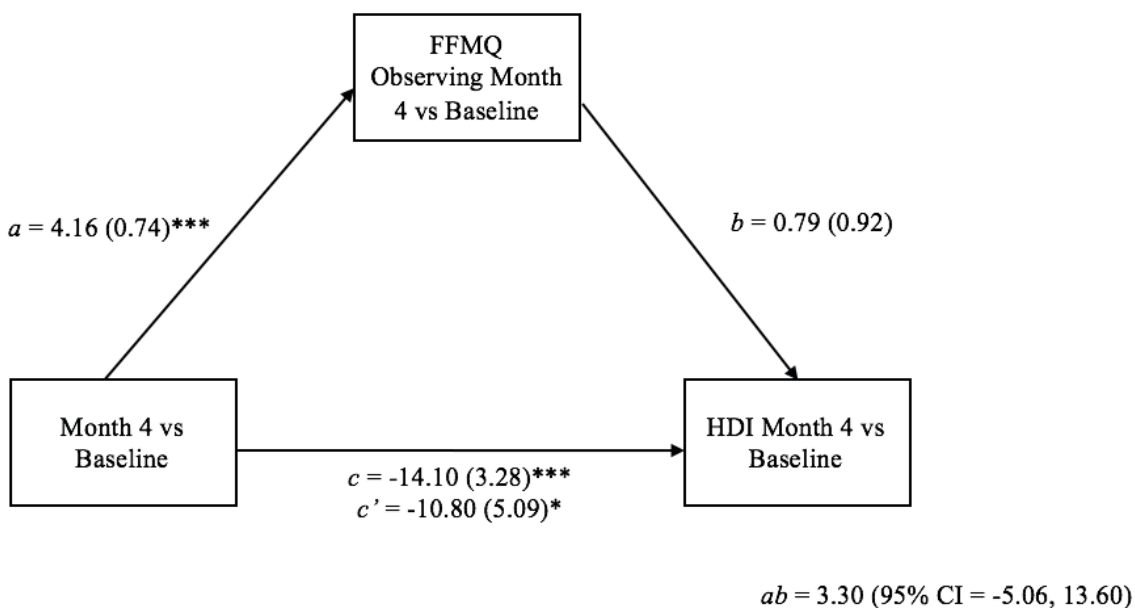 FFMQ
Observing Month
4 vs Baseline
a = 4.16 (0.74)***
b = 0.79 (0.92)
Month 4 vs
Baseline
HDI Month 4 vs
Baseline
c = -14.10 (3.28)***
c’ = -10.80 (5.09)*
ab = 3.30 (95% CI = -5.06, 13.60)